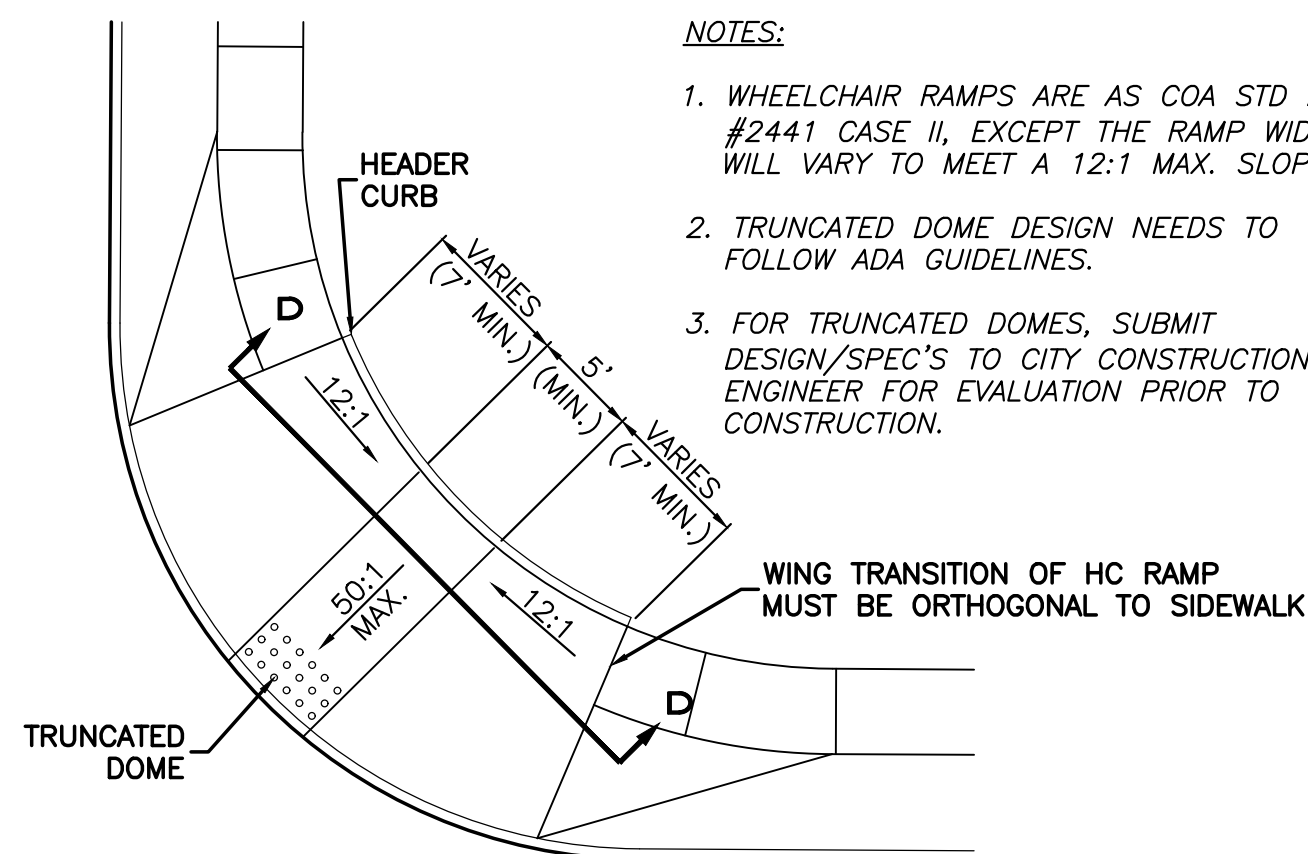 NOTES:
1. WHEELCHAIR RAMPS ARE AS COA STD
#2441 CASE II, EXCEPT THE RAMP
WILL VARY TO MEET A 12:1 MAX.
2. TRUNCATED DOME DESIGN NEEDS TO
FOLLOW ADA GUIDELINES.
3. FOR TRUNCATED DOMES, SUBMIT
DESIGN/SPEC'S TO CITY CONSTRUCTION
ENGINEER FOR EVALUATION PRIOR TO
CONSTRUCTION.
HEADER
CURB
VARIES
(7' MIN.)
5'
(MIN.)
VARIES
(7' MIN.)
D
12:1
50:1
MAX.
12:1
D
WING TRANSITION OF HC RAMP
MUST BE ORTHOGONAL TO SIDEWALK
TRUNCATED
DOME